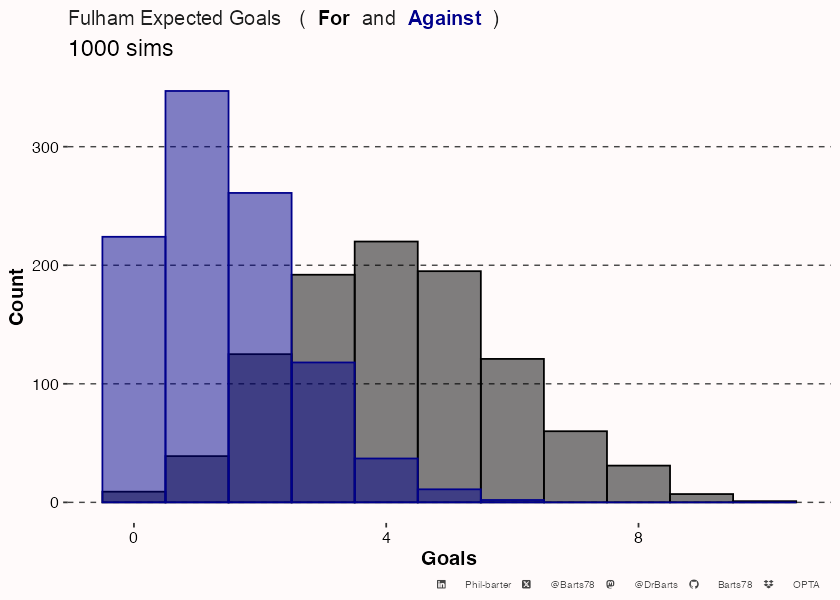 Fulham Expected Goals ( For and Against )
1000 sims
Count
300
200
100
0
0 4 8
Goals
Phil-barter @Barts78 @DrBarts Barts78 OPTA